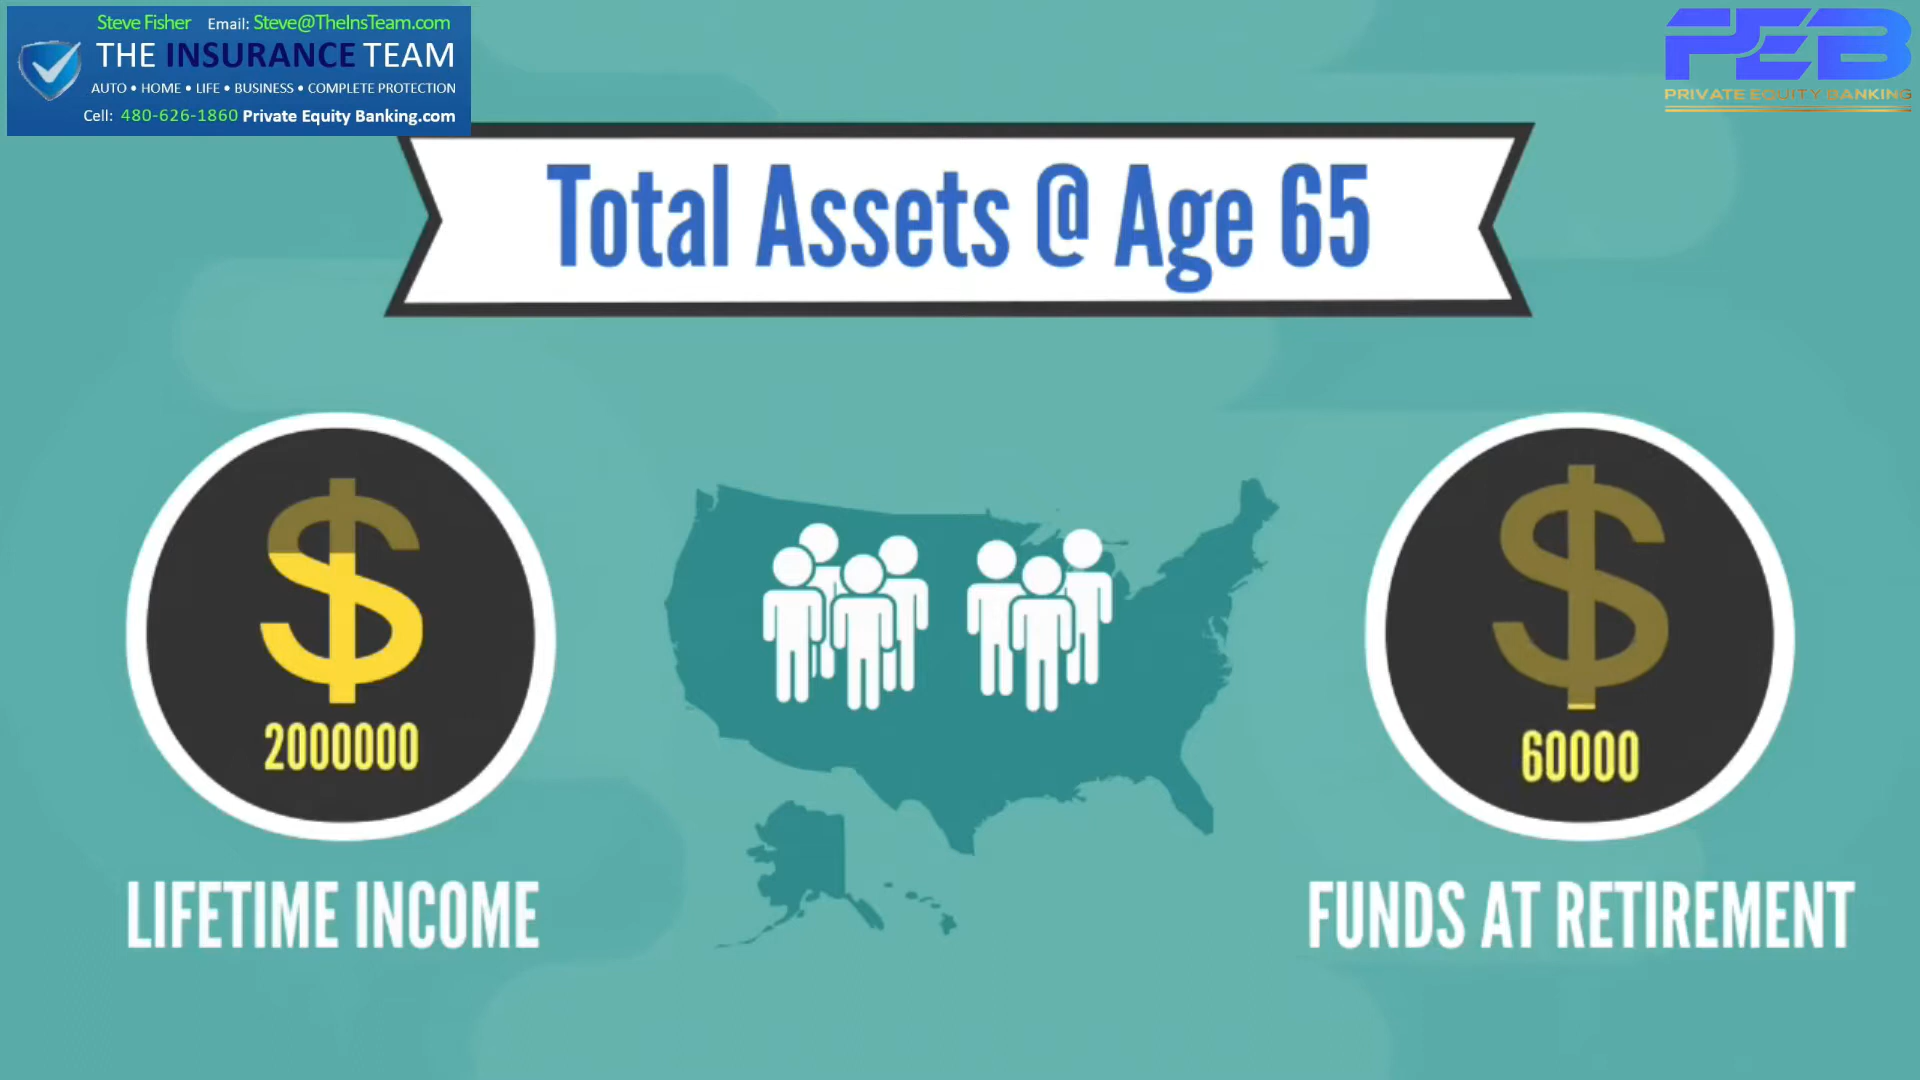 Steve Fisher Email: Steve@TheInsTeam.com
THE INSURANCE TEAM
AUTO • HOME • LIFE • BUSINESS • COMPLETE PROTECTION
Cell: 480-626-1860 Private Equity Banking.com
PEB
PRIVATE EQUITY BANKING
Total Assets @ Age 65
$
2000000
LIFETIME INCOME
$
60000
FUNDS AT RETIREMENT